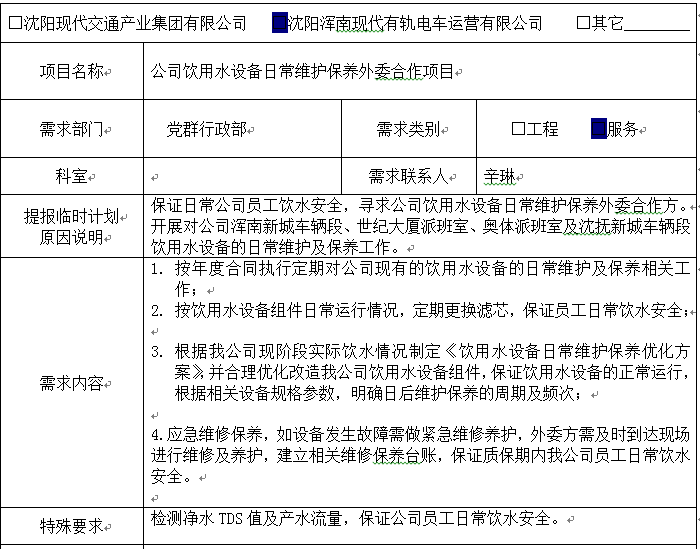 □沈阳现代交通产业集团有限公司 ■沈阳浑南现代有轨电车运营有限公司 □其它________
项目名称 公司饮用水设备日常维护保养外委合作项目
需求部门 党群行政部 需求类别 □工程 ■服务
科室 需求联系人 辛琳
提报临时计划
原因说明
保证日常公司员工饮水安全，寻求公司饮用水设备日常维护保养外委合作方。
开展对公司浑南新城车辆段、世纪大厦派班室、奥体派班室及沈抚新城车辆段
饮用水设备的日常维护及保养工作。
需求内容
1. 按年度合同执行定期对公司现有的饮用水设备的日常维护及保养相关工
作；
2. 按饮用水设备组件日常运行情况，定期更换滤芯，保证员工日常饮水安全；
3. 根据我公司现阶段实际饮水情况制定《饮用水设备日常维护保养优化方
案》，并合理优化改造我公司饮用水设备组件，保证饮用水设备的正常运行，
根据相关设备规格参数，明确日后维护保养的周期及频次；
4.应急维修保养，如设备发生故障需做紧急维修养护，外委方需及时到达现场
进行维修及养护，建立相关维修保养台账，保证质保期内我公司员工日常饮水
安全。
特殊要求 检测净水 TDS 值及产水流量，保证公司员工日常饮水安全。